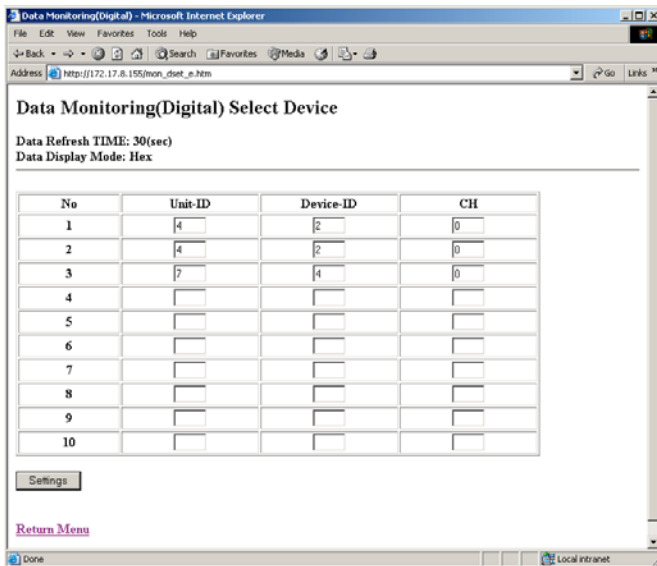 Data Monitoring(Digital) - Microsoft Internet Explorer
File Edit View Favorites Tools Help
Back Search Favorites Media
Address http://172.17.8.155/mon_dset_e.htm Go Links »
Data Monitoring(Digital) Select Device
Data Refresh TIME: 30(sec)
Data Display Mode: Hex
No Unit-ID Device-ID CH
1 4 2 0
2 4 2 0
3 7 4 0
4
5
6
7
8
9
10
Settings
Return Menu
Done Local intranet